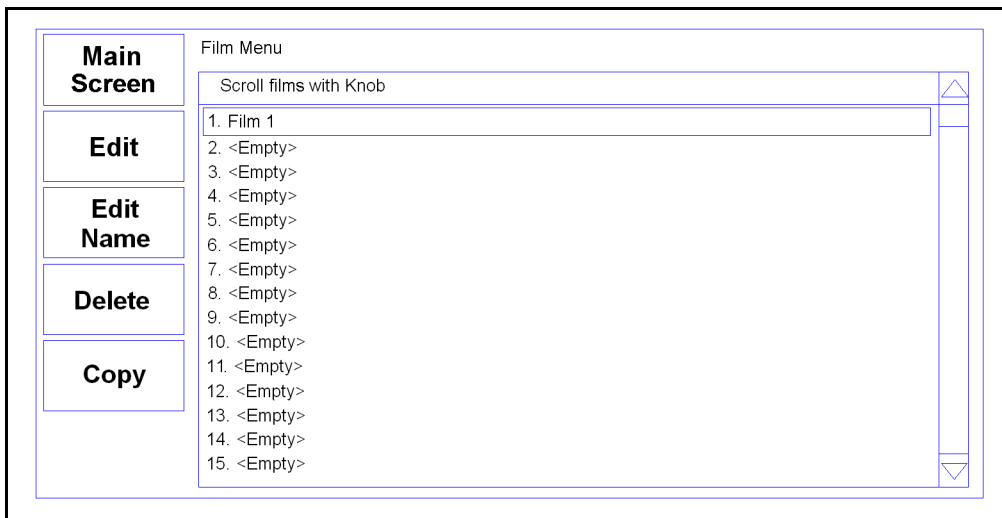 Main
Screen
Edit
Edit
Name
Delete
Copy
Film Menu
Scroll films with Knob
1. Film 1
2. <Empty>
3. <Empty>
4. <Empty>
5. <Empty>
6. <Empty>
7. <Empty>
8. <Empty>
9. <Empty>
10. <Empty>
11. <Empty>
12. <Empty>
13. <Empty>
14. <Empty>
15. <Empty>